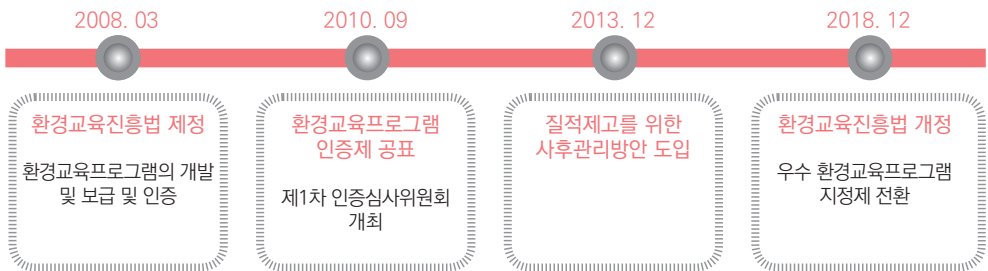 2008. 03
환경교육진흥법 제정
환경교육프로그램의 개발
및 보급 및 인증
2010. 09
환경교육프로그램
인증제 공표
제1차 인증심사위원회
개최
2013. 12
질적제고를 위한
사후관리방안 도입
2018. 12
환경교육진흥법 개정
우수 환경교육프로그램
지정제 전환